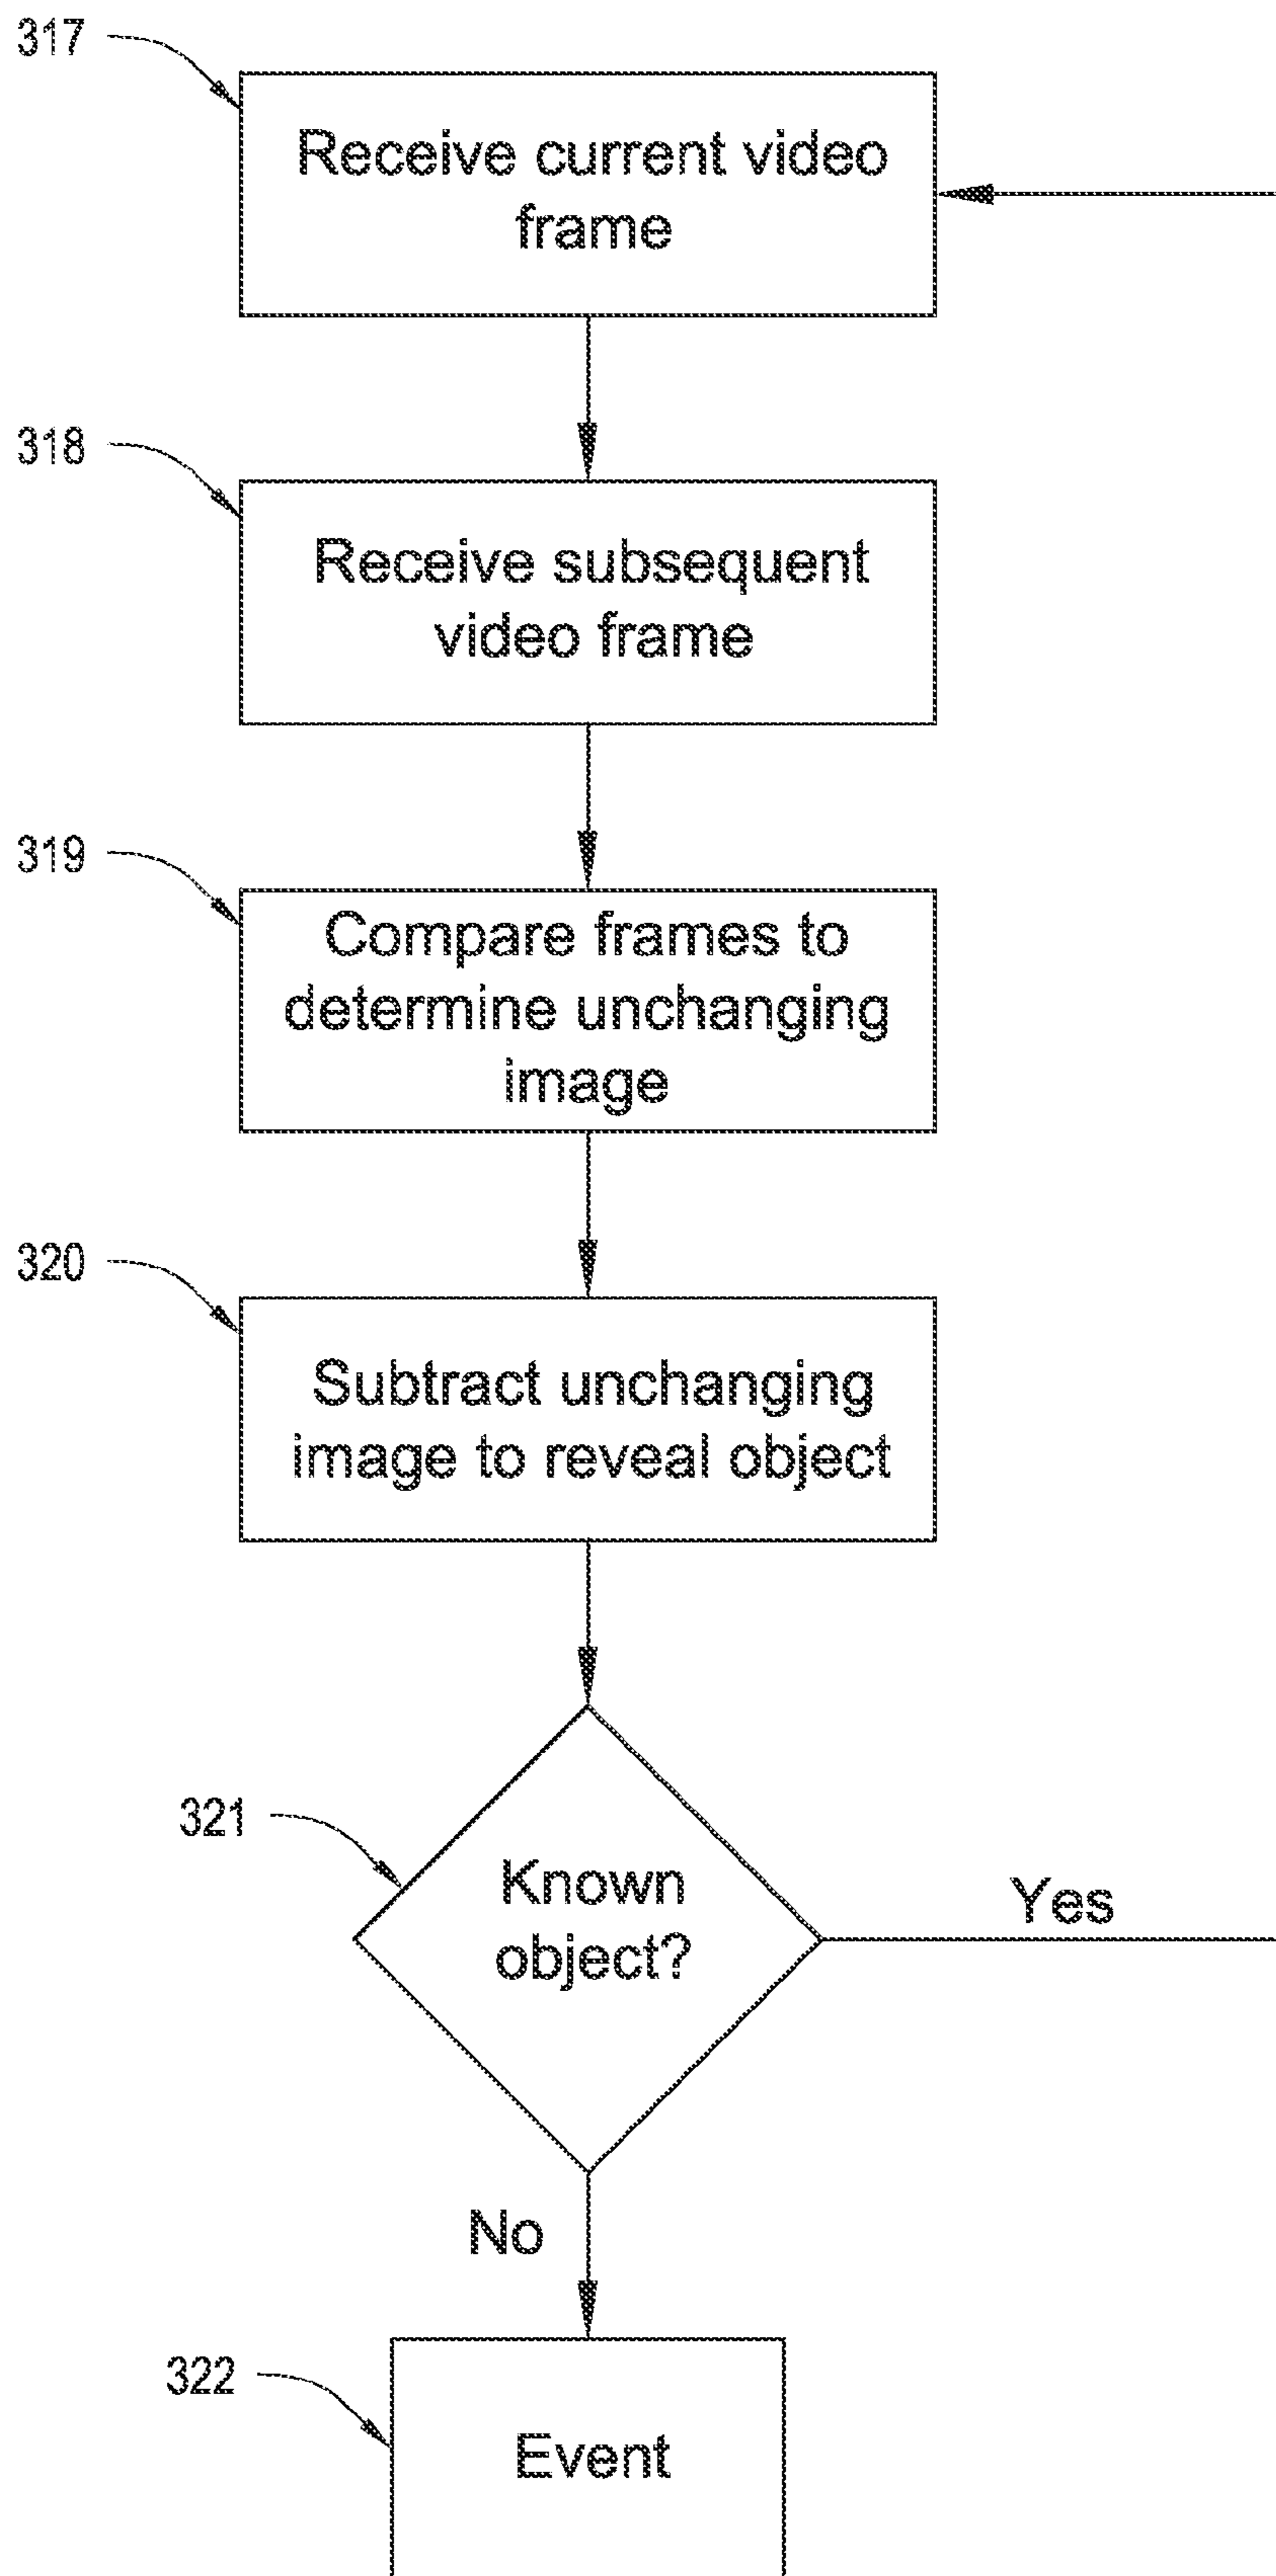 317
Receive current video
frame
318
Receive subsequent
video frame
319
Compare frames to
determine unchanging
image
320
Subtract unchanging
image to reveal object
321
Known
object?
Yes
No
322
Event